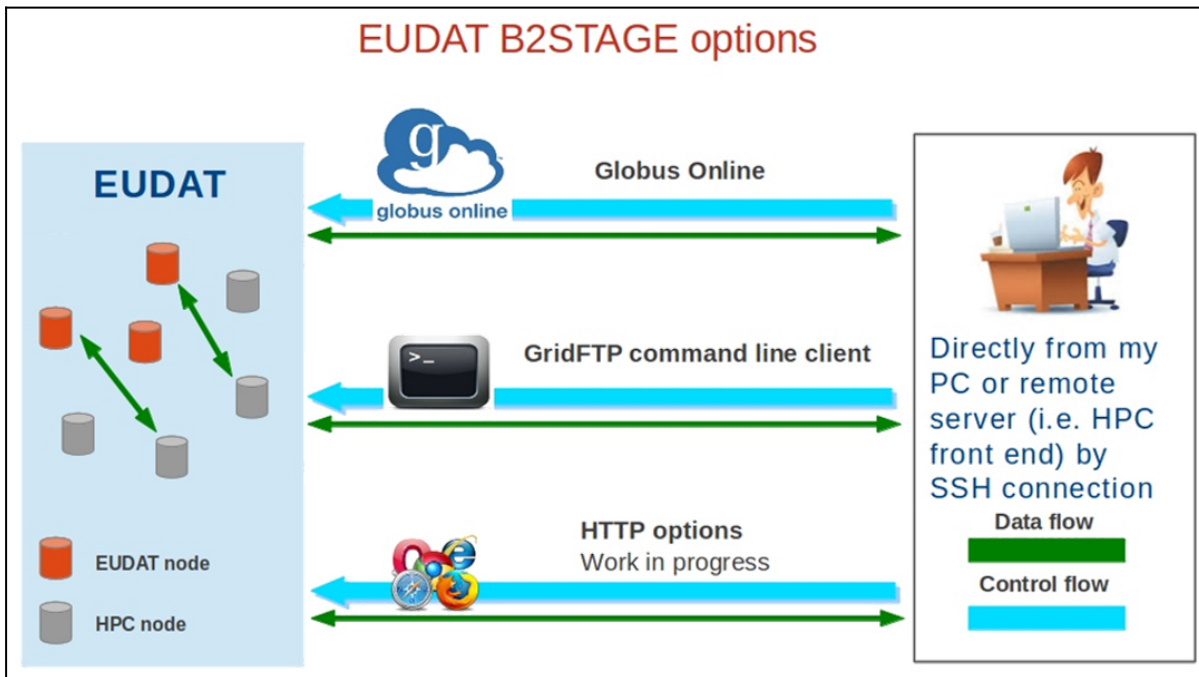 EUDAT B2STAGE options
EUDAT
EUDAT node
HPC node
g
globus online
Globus Online
>_
GridFTP command line client
HTTP options
Work in progress
Directly from my
PC or remote
server (i.e. HPC
front end) by
SSH connection
Data flow
Control flow